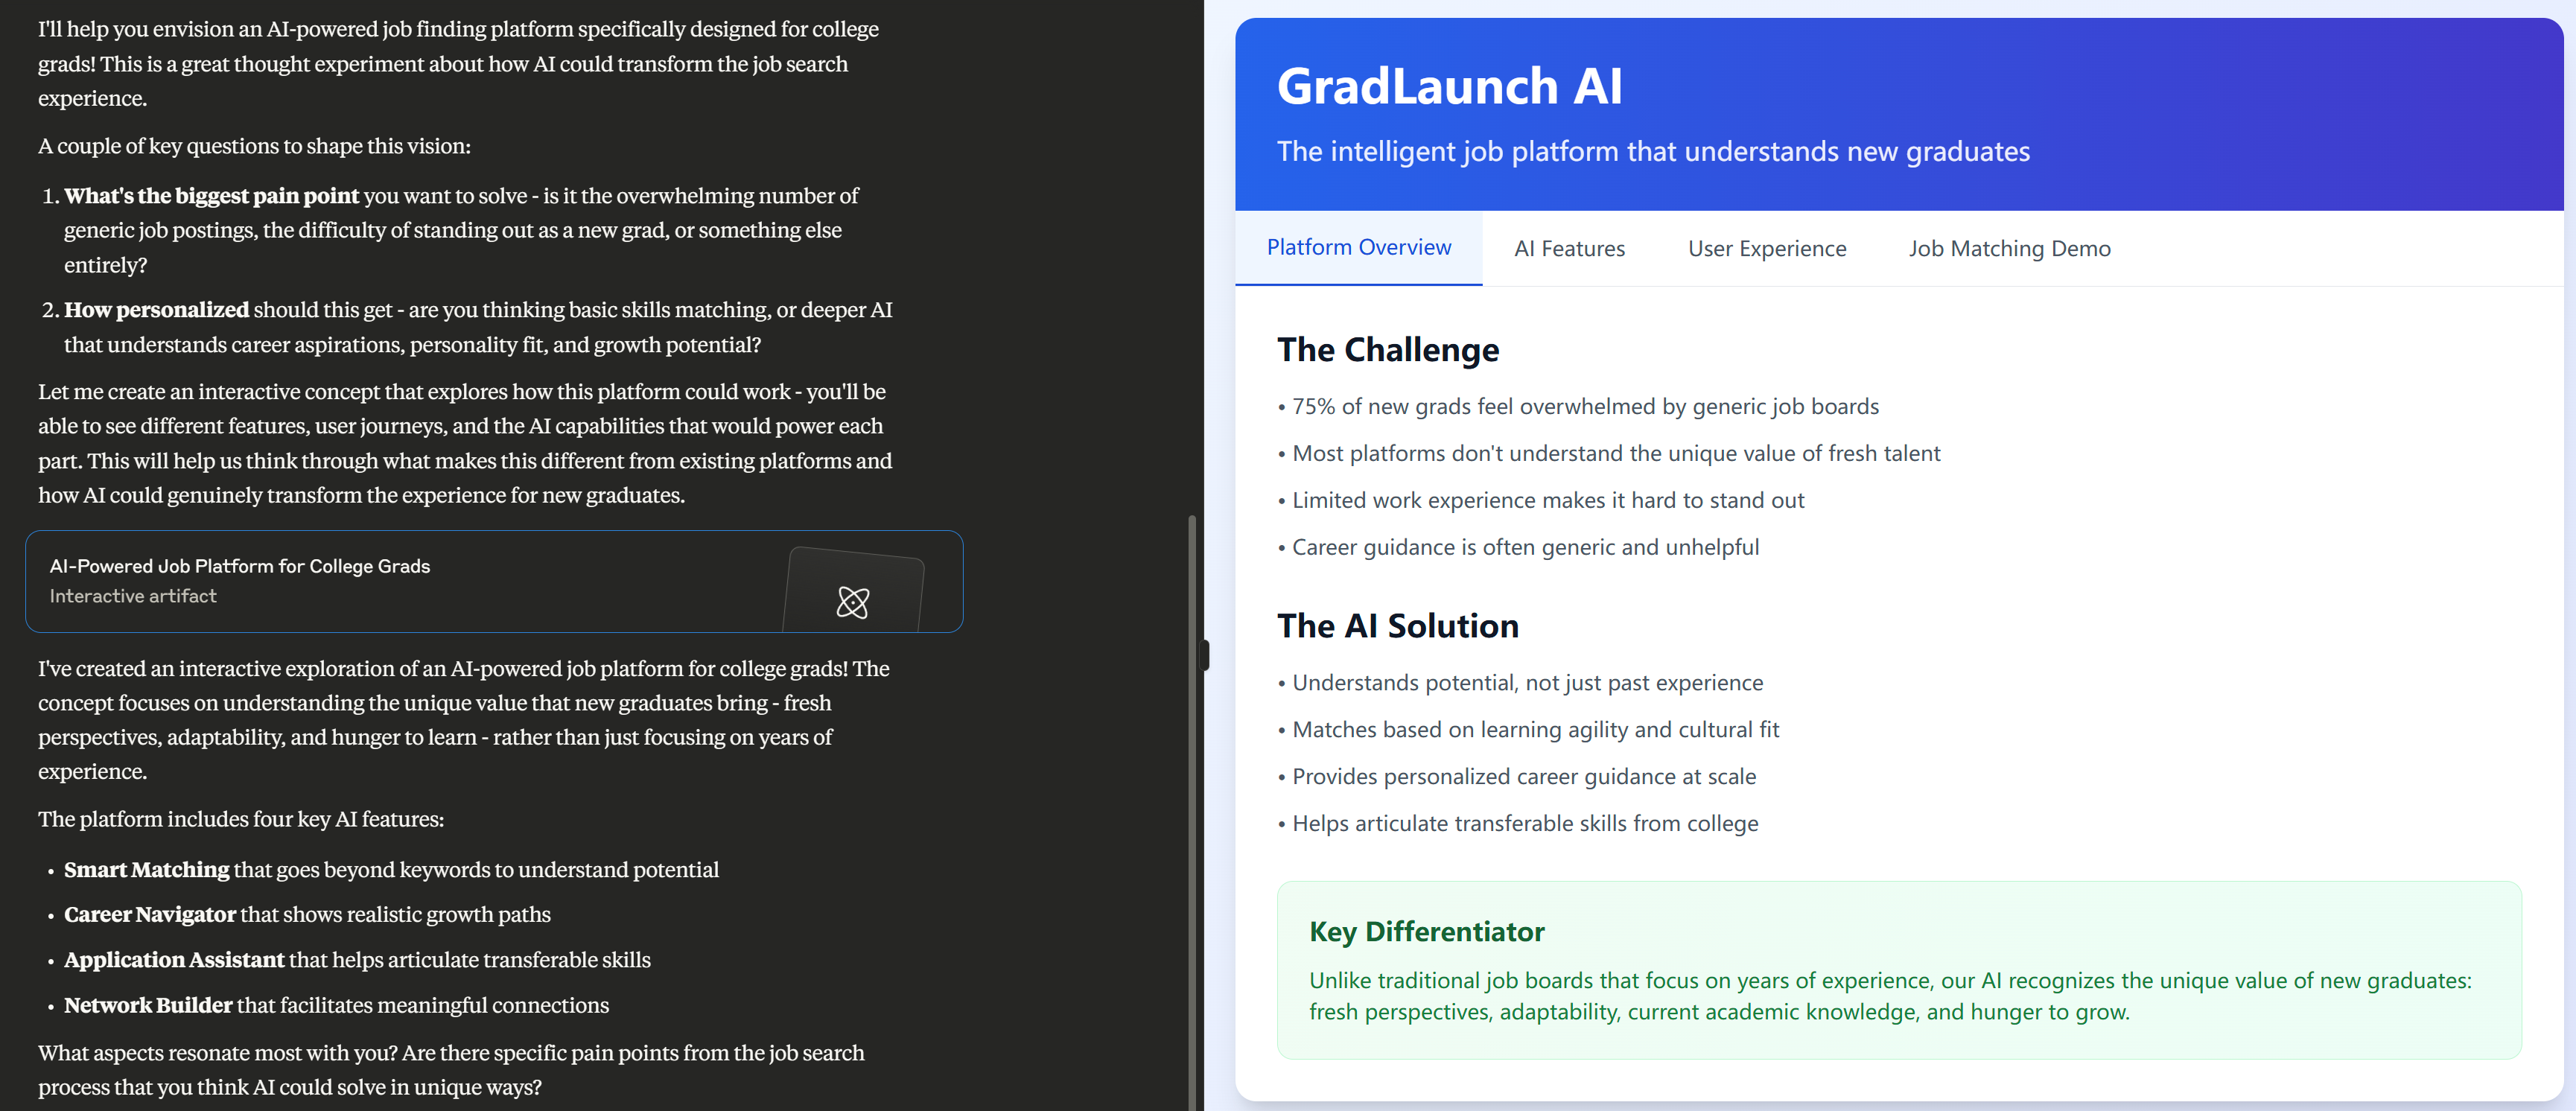 I'll help you envision an AI-powered job finding platform specifically designed for college
grads! This is a great thought experiment about how AI could transform the job search
experience.
A couple of key questions to shape this vision:
1. What's the biggest pain point you want to solve - is it the overwhelming number of
generic job postings, the difficulty of standing out as a new grad, or something else
entirely?
2. How personalized should this get - are you thinking basic skills matching, or deeper AI
that understands career aspirations, personality fit, and growth potential?
Let me create an interactive concept that explores how this platform could work - you'll be
able to see different features, user journeys, and the AI capabilities that would power each
part. This will help us think through what makes this different from existing platforms and
how AI could genuinely transform the experience for new graduates.
AI-Powered Job Platform for College Grads
Interactive artifact
I've created an interactive exploration of an AI-powered job platform for college grads! The
concept focuses on understanding the unique value that new graduates bring - fresh
perspectives, adaptability, and hunger to learn - rather than just focusing on years of
experience.
The platform includes four key AI features:
• Smart Matching that goes beyond keywords to understand potential
• Career Navigator that shows realistic growth paths
• Application Assistant that helps articulate transferable skills
• Network Builder that facilitates meaningful connections
What aspects resonate most with you? Are there specific pain points from the job search
process that you think AI could solve in unique ways?
GradLaunch AI
The intelligent job platform that understands new graduates
Platform Overview AI Features User Experience Job Matching Demo
The Challenge
• 75% of new grads feel overwhelmed by generic job boards
• Most platforms don't understand the unique value of fresh talent
• Limited work experience makes it hard to stand out
• Career guidance is often generic and unhelpful
The AI Solution
• Understands potential, not just past experience
• Matches based on learning agility and cultural fit
• Provides personalized career guidance at scale
• Helps articulate transferable skills from college
Key Differentiator
Unlike traditional job boards that focus on years of experience, our AI recognizes the unique value of new graduates:
fresh perspectives, adaptability, current academic knowledge, and hunger to grow.